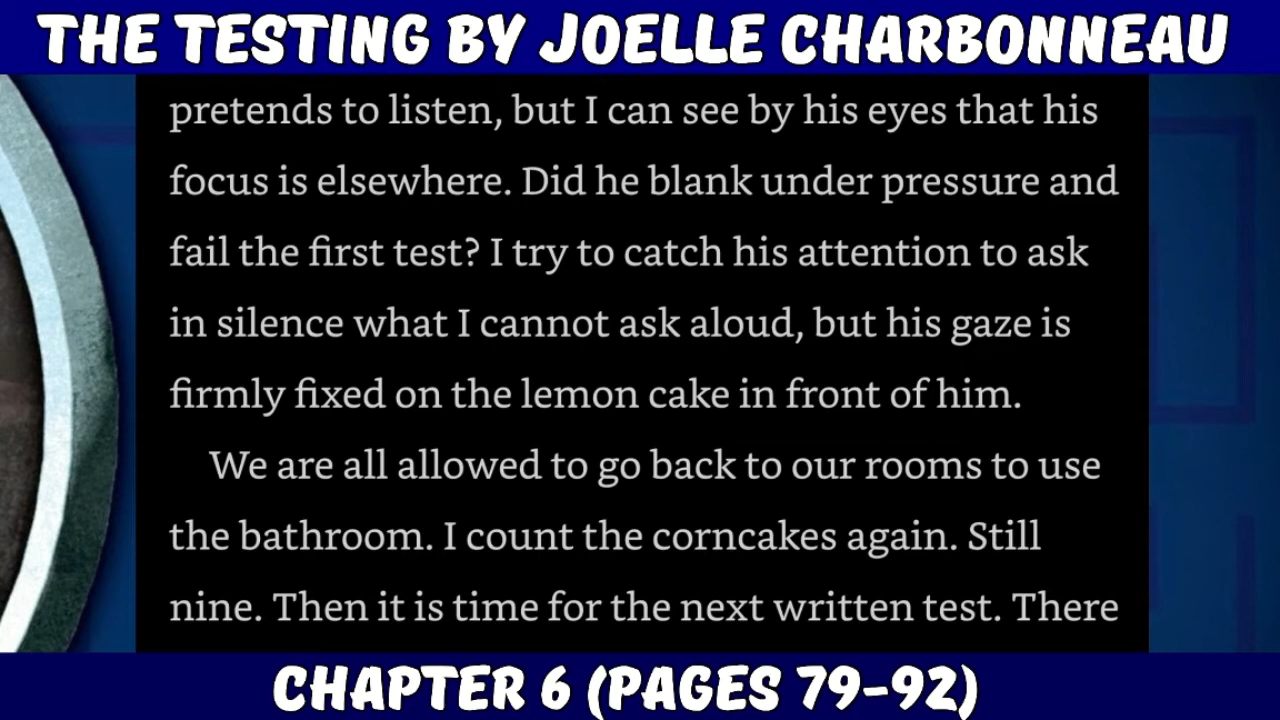 THE TESTING BY JOELLE CHARBONNEAU
pretends to listen, but I can see by his eyes that his
focus is elsewhere. Did he blank under pressure and
fail the first test? I try to catch his attention to ask
in silence what I cannot ask aloud, but his gaze is
firmly fixed on the lemon cake in front of him.
We are all allowed to go back to our rooms to use
the bathroom. I count the corncakes again. Still
nine. Then it is time for the next written test. There
CHAPTER 6 (PAGES 79-92)